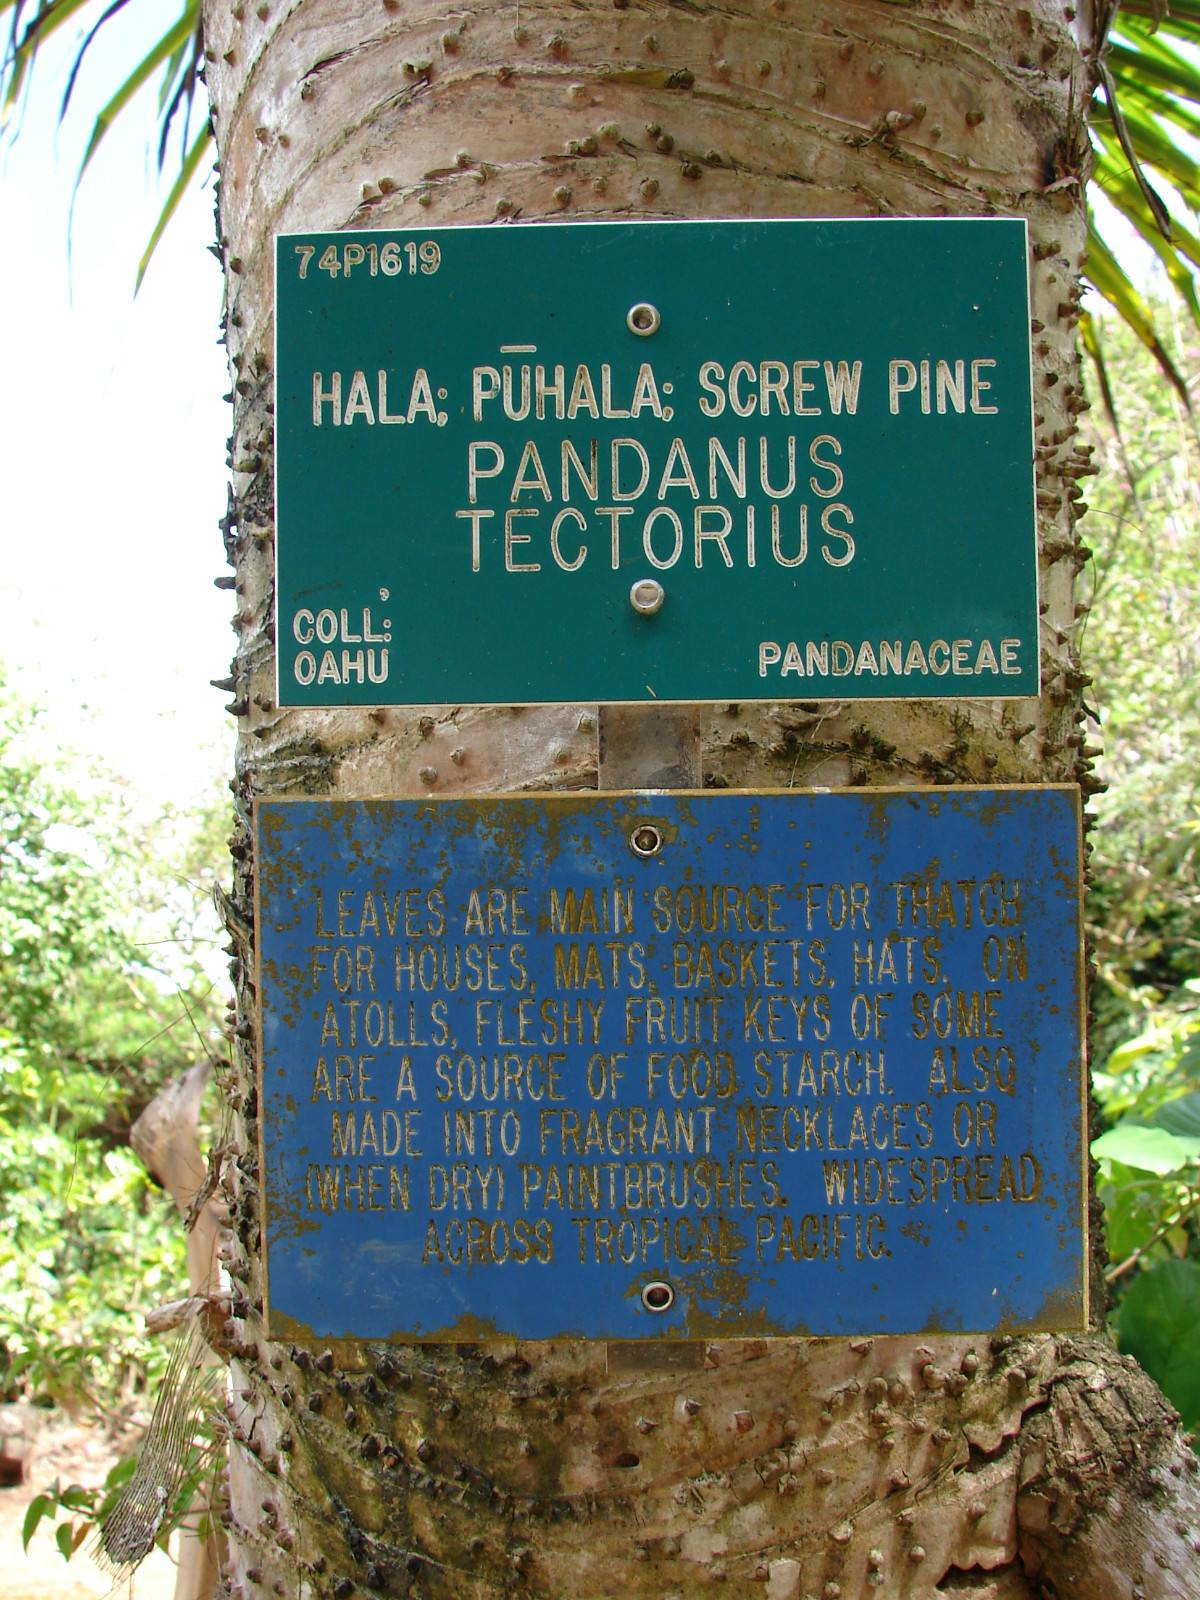 74P1619
HALA; PŪHALA; SCREW PINE
PANDANUS
TECTORIUS
COLL:
OAHU
PANDANACEAE
LEAVES ARE MAIN SOURCE FOR THATCH
FOR HOUSES, MATS, BASKETS, HATS. ON
ATOLLS, FLESHY FRUIT KEYS OF SOME
ARE A SOURCE OF FOOD STARCH. ALSO
MADE INTO FRAGRANT NECKLACES OR
(WHEN DRY) PAINTBRUSHES. WIDESPREAD
ACROSS TROPICAL PACIFIC.